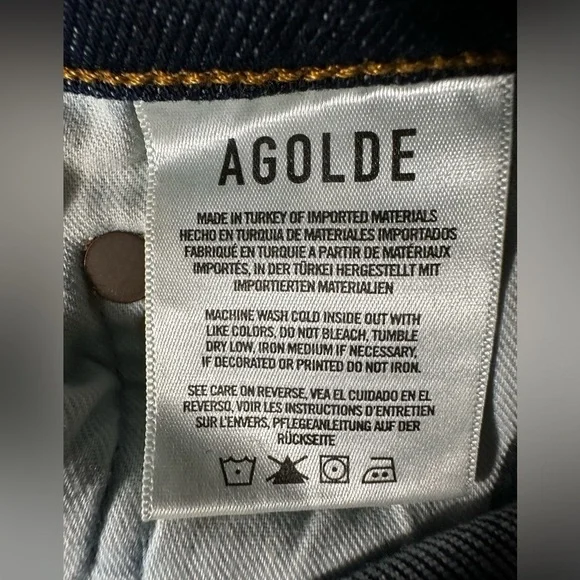 AGOLDE
MADE IN TURKEY OF IMPORTED MATERIALS
HECHO EN TURQUIA DE MATERIALES IMPORTADOS
FABRIQUÉ EN TURQUIE A PARTIR DE MATÉRIAUX
IMPORTÉS, IN DER TÜRKEI HERGESTELLT MIT
IMPORTIERTEN MATERIALIEN
MACHINE WASH COLD INSIDE OUT WITH
LIKE COLORS, DO NOT BLEACH, TUMBLE
DRY LOW, IRON MEDIUM IF NECESSARY,
IF DECORATED OR PRINTED DO NOT IRON.
SEE CARE ON REVERSE, VEA EL CUIDADO EN EL
REVERSO, VOIR LES INSTRUCTIONS D'ENTRETIEN
SUR L'ENVERS, PFLEGEANLEITUNG AUF DER
RÜCKSEITE